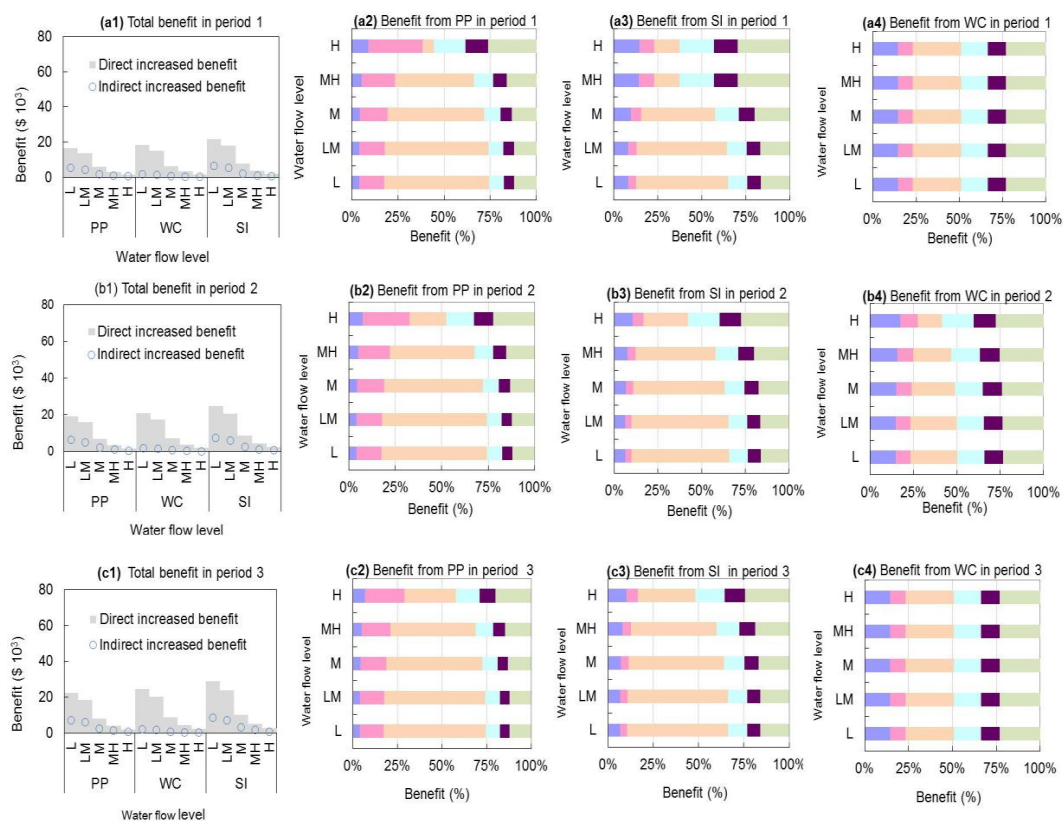 (a1) Total benefit in period 1
Benefit ($ 10³)
80
60
40
20
0
Direct increased benefit
Indirect increased benefit
L LM M MH H L LM M MH H L LM M MH H
PP WC SI
Water flow level
(a2) Benefit from PP in period 1
Water flow level
H
MH
M
LM
L
0% 25% 50% 75% 100%
Benefit (%)
(a3) Benefit from SI in period 1
Water flow level
H
MH
M
LM
L
0% 25% 50% 75% 100%
Benefit (%)
(a4) Benefit from WC in period 1
Water flow level
H
MH
M
LM
L
0% 25% 50% 75% 100%
Benefit (%)
(b1) Total benefit in period 2
Benefit ($ 10³)
80
60
40
20
0
Direct increased benefit
Indirect increased benefit
L LM M MH H L LM M MH H L LM M MH H
PP WC SI
Water flow level
(b2) Benefit from PP in period 2
Water flow level
H
MH
M
LM
L
0% 25% 50% 75% 100%
Benefit (%)
(b3) Benefit from SI in period 2
Water flow level
H
MH
M
LM
L
0% 25% 50% 75% 100%
Benefit (%)
(b4) Benefit from WC in period 2
Water flow level
H
MH
M
LM
L
0% 25% 50% 75% 100%
Benefit (%)
(c1) Total benefit in period 3
Benefit ($ 10³)
80
60
40
20
0
Direct increased benefit
Indirect increased benefit
L LM M MH H L LM M MH H L LM M MH H
PP WC SI
Water flow level
(c2) Benefit from PP in period 3
Water flow level
H
MH
M
LM
L
0% 25% 50% 75% 100%
Benefit (%)
(c3) Benefit from SI in period 3
Water flow level
H
MH
M
LM
L
0% 25% 50% 75% 100%
Benefit (%)
(c4) Benefit from WC in period 3
Water flow level
H
MH
M
LM
L
0% 25% 50% 75% 100%
Benefit (%)